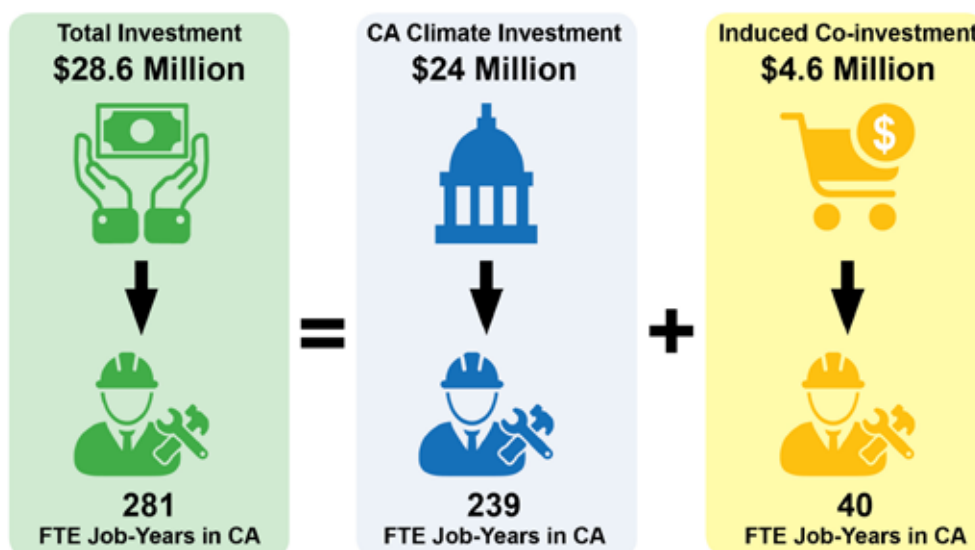 Total Investment
$28.6 Million
281
FTE Job-Years in CA
=
CA Climate Investment
$24 Million
239
FTE Job-Years in CA
+
Induced Co-investment
$4.6 Million
$
40
FTE Job-Years in CA